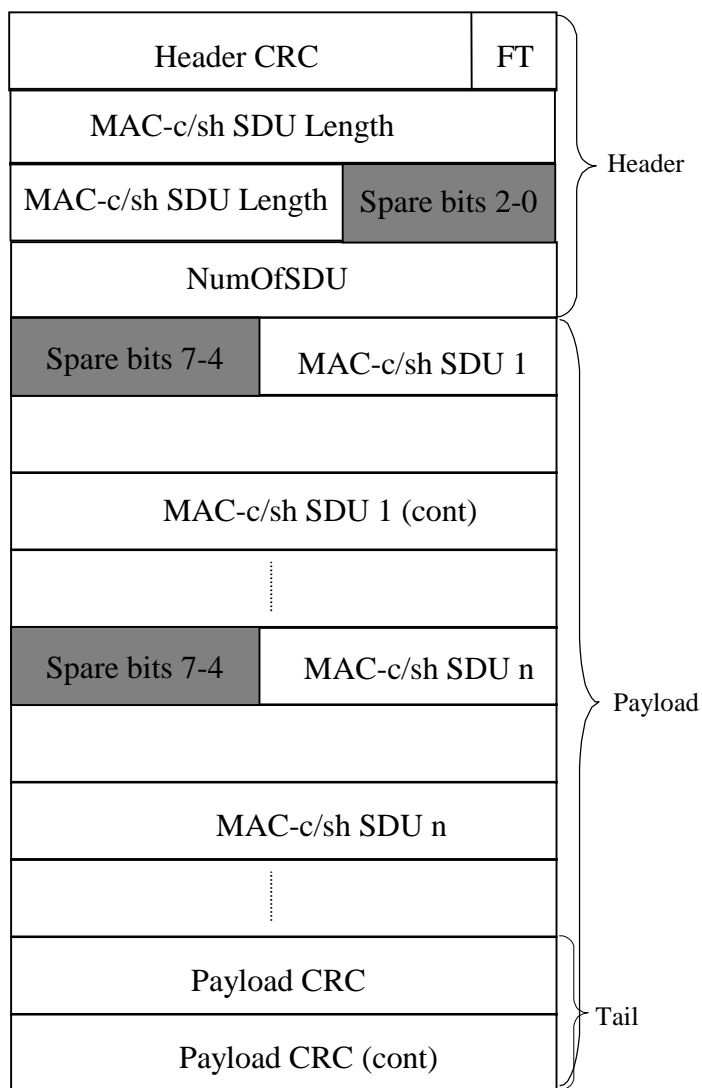 Header CRC FT
MAC-c/sh SDU Length
Header
MAC-c/sh SDU Length Spare bits 2-0
NumOfSDU
Spare bits 7-4 MAC-c/sh SDU 1
MAC-c/sh SDU 1 (cont)
Spare bits 7-4 MAC-c/sh SDU n
Payload
MAC-c/sh SDU n
Payload CRC
Tail
Payload CRC (cont)